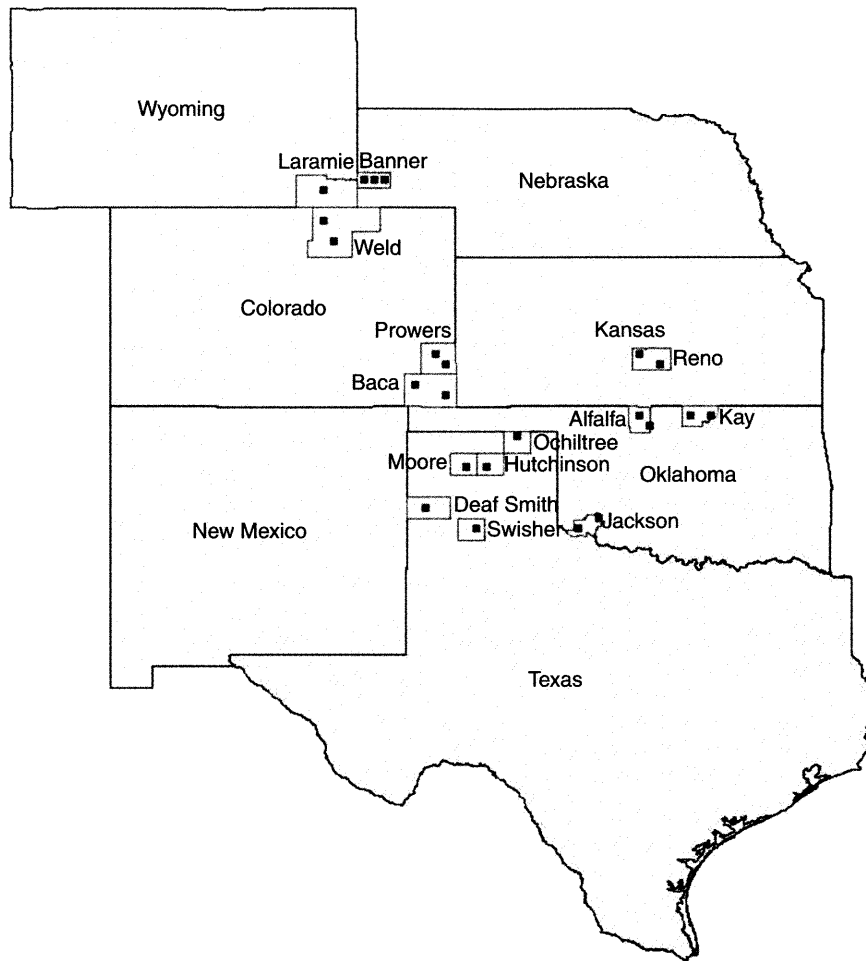 Wyoming
Laramie Banner
Nebraska
Weld
Colorado
Prowers
Kansas
Reno
Baca
Alfalfa
Kay
Ochiltree
Moore
Hutchinson
Oklahoma
Deaf Smith
New Mexico
Swisher
Jackson
Texas